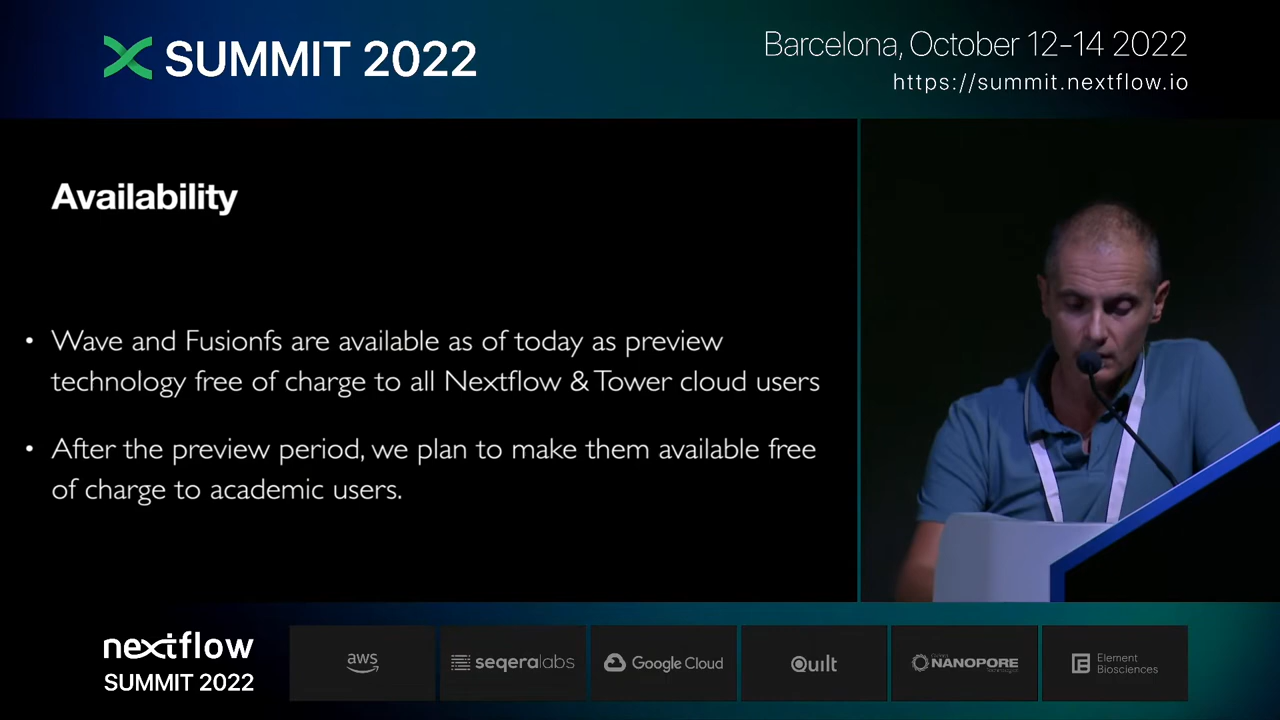 SUMMIT 2022
Barcelona, October 12-14 2022
https://summit.nextflow.io
Availability
• Wave and Fusionfs are available as of today as preview
technology free of charge to all Nextflow & Tower cloud users
• After the preview period, we plan to make them available free
of charge to academic users.
nextflow
SUMMIT 2022
aws
seqeralabs
Google Cloud
Quilt
NANOPORE
Element
Biosciences